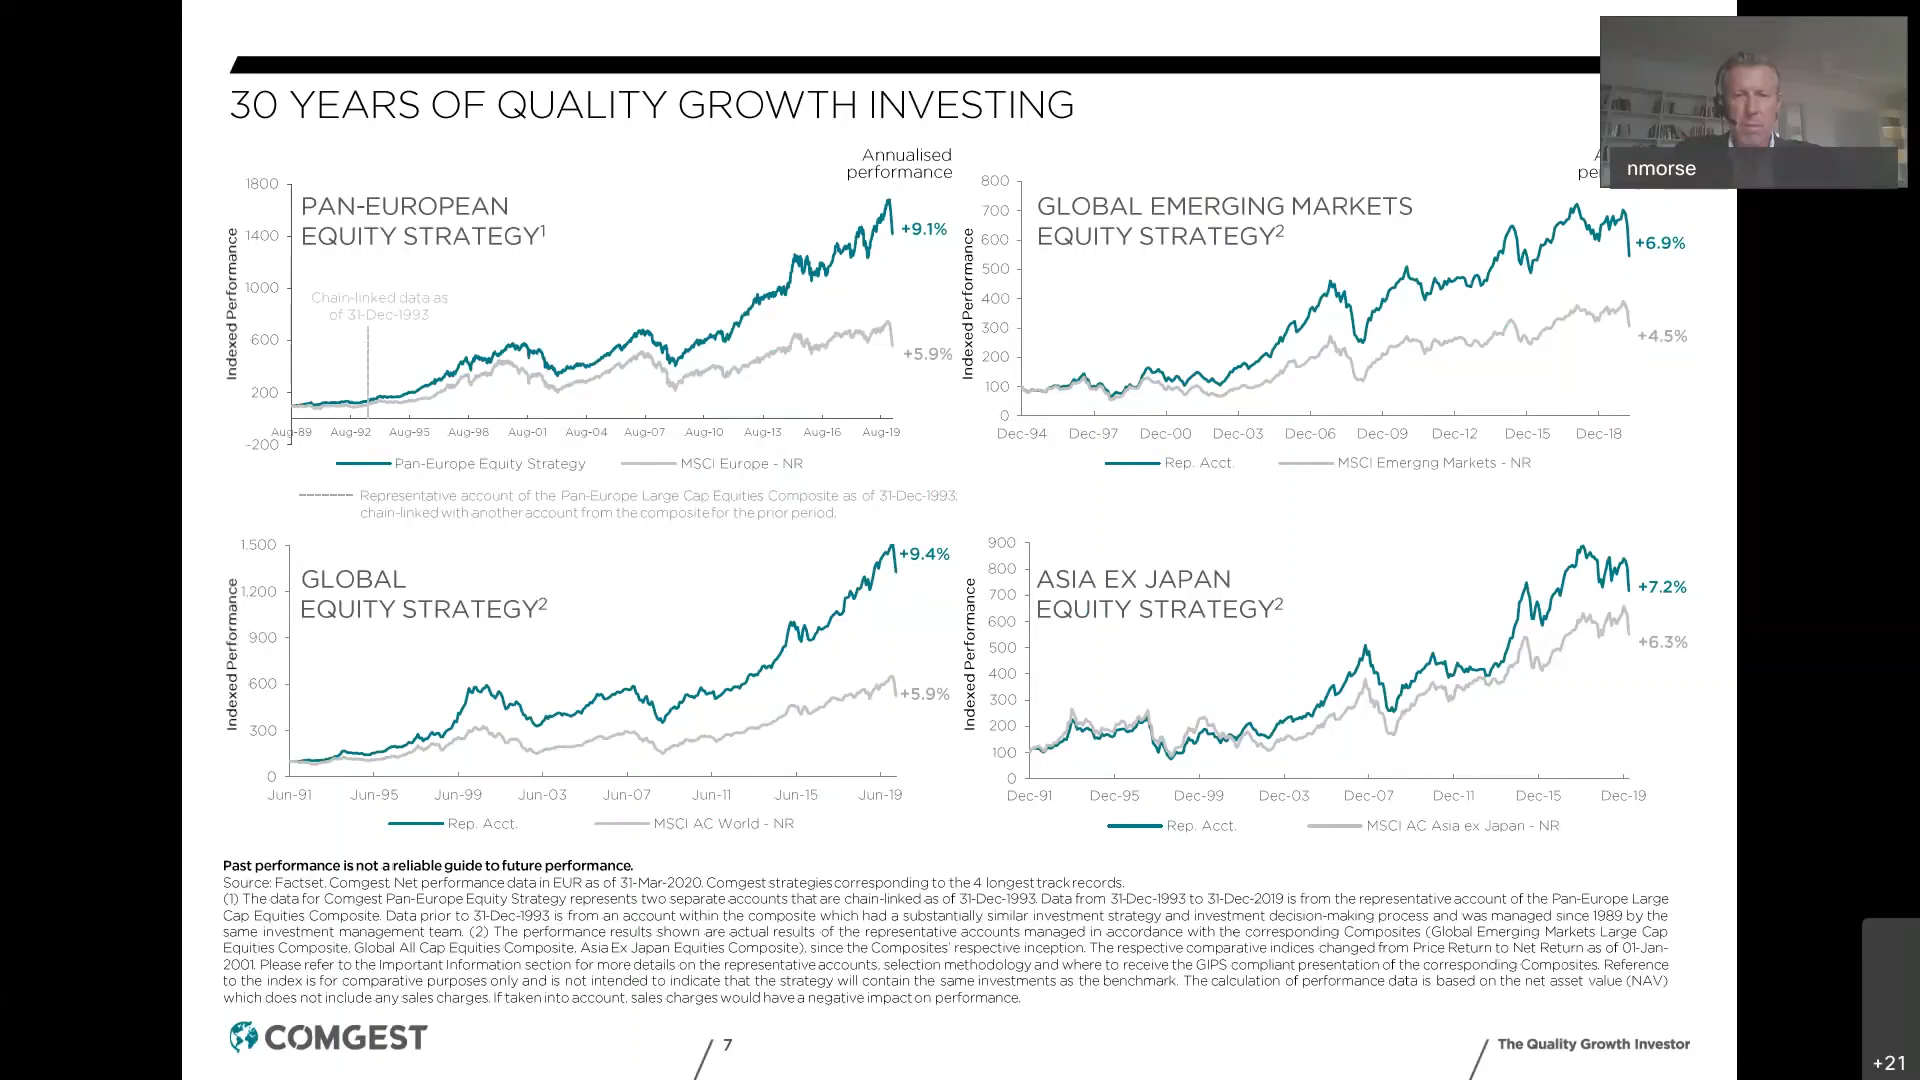 30 YEARS OF QUALITY GROWTH INVESTING
nmorse
Annualised
performance
PAN-EUROPEAN
EQUITY STRATEGY1
Indexed Performance
1800
1400
1000
600
200
-200
Chain-linked data as
of 31-Dec-1993
+9.1%
+5.9%
Aug-89 Aug-92 Aug-95 Aug-98 Aug-01 Aug-04 Aug-07 Aug-10 Aug-13 Aug-16 Aug-19
Pan-Europe Equity Strategy MSCI Europe - NR
Representative account of the Pan-Europe Large Cap Equities Composite as of 31-Dec-1993:
chain-linked with another account from the composite for the prior period.
GLOBAL EMERGING MARKETS
EQUITY STRATEGY2
Indexed Performance
800
700
600
500
400
300
200
100
0
+6.9%
+4.5%
Dec-94 Dec-97 Dec-00 Dec-03 Dec-06 Dec-09 Dec-12 Dec-15 Dec-18
Rep. Acct. MSCI Emergng Markets - NR
GLOBAL
EQUITY STRATEGY2
Indexed Performance
1,500
1,200
900
600
300
0
+9.4%
+5.9%
Jun-91 Jun-95 Jun-99 Jun-03 Jun-07 Jun-11 Jun-15 Jun-19
Rep. Acct. MSCI AC World - NR
ASIA EX JAPAN
EQUITY STRATEGY2
Indexed Performance
900
800
700
600
500
400
300
200
100
0
+7.2%
+6.3%
Dec-91 Dec-95 Dec-99 Dec-03 Dec-07 Dec-11 Dec-15 Dec-19
Rep. Acct. MSCI AC Asia ex Japan - NR
Past performance is not a reliable guide to future performance.
Source: Factset. Comgest. Net performance data in EUR as of 31-Mar-2020. Comgest strategies corresponding to the 4 longest track records.
(1) The data for Comgest Pan-Europe Equity Strategy represents two separate accounts that are chain-linked as of 31-Dec-1993. Data from 31-Dec-1993 to 31-Dec-2019 is from the representative account of the Pan-Europe Large
Cap Equities Composite. Data prior to 31-Dec-1993 is from an account within the composite which had a substantially similar investment strategy and investment decision-making process and was managed since 1989 by the
same investment management team. (2) The performance results shown are actual results of the representative accounts managed in accordance with the corresponding Composites (Global Emerging Markets Large Cap
Equities Composite, Global All Cap Equities Composite, Asia Ex Japan Equities Composite), since the Composites' respective inception. The respective comparative indices changed from Price Return to Net Return as of 01-Jan-
2001. Please refer to the Important Information section for more details on the representative accounts, selection methodology and where to receive the GIPS compliant presentation of the corresponding Composites. Reference
to the index is for comparative purposes only and is not intended to indicate that the strategy will contain the same investments as the benchmark. The calculation of performance data is based on the net asset value (NAV)
which does not include any sales charges. If taken into account, sales charges would have a negative impact on performance.
COMGEST
7
The Quality Growth Investor
+21